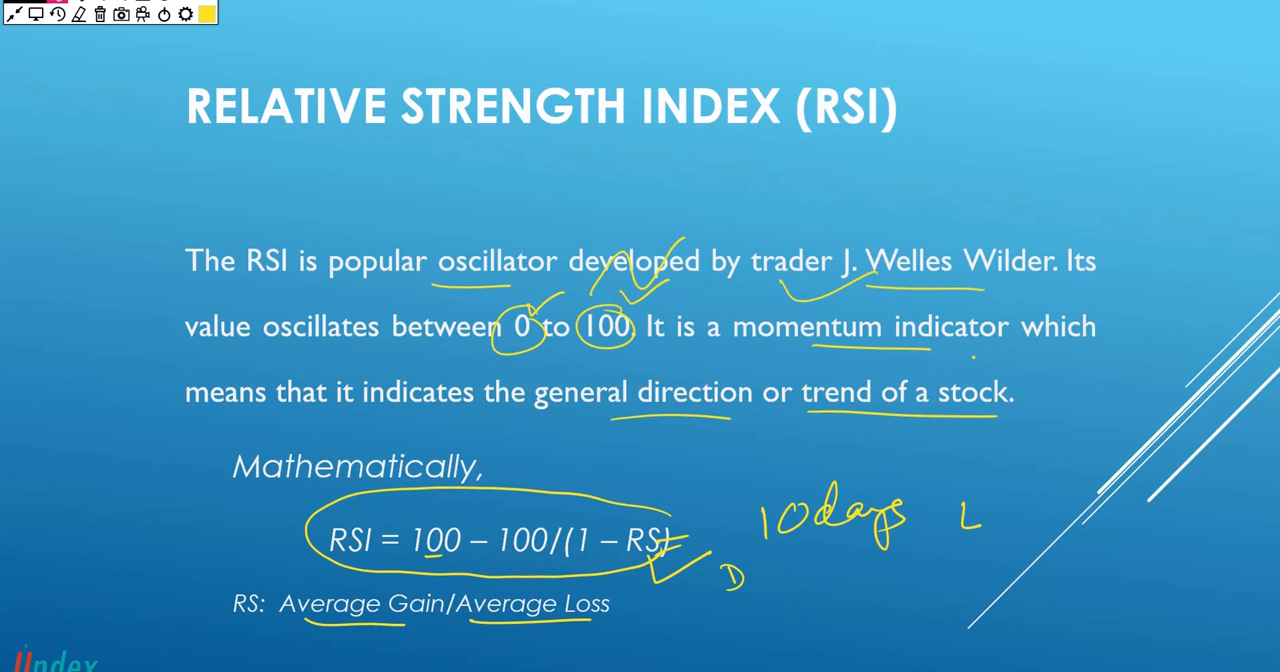 RELATIVE STRENGTH INDEX (RSI)
The RSI is popular oscillator developed by trader J. Welles Wilder. Its
value oscillates between 0 to 100. It is a momentum indicator which
means that it indicates the general direction or trend of a stock.
Mathematically,
RSI = 100 – 100/(1 – RS)
10days L
D
RS: Average Gain/Average Loss
Index